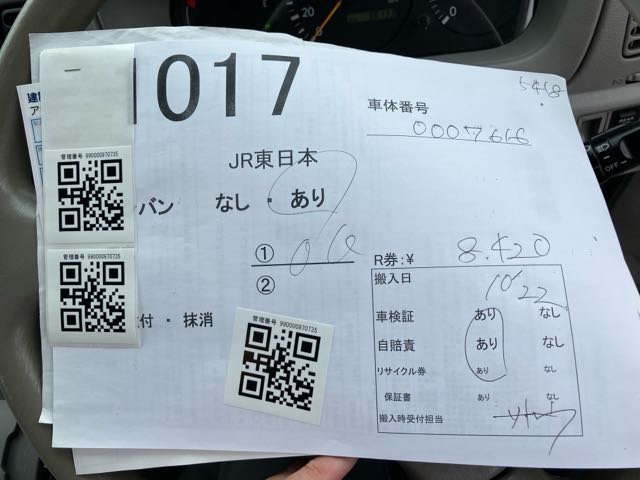 017
5418
車体番号
0007616
JR東日本
バン なし・あり
①
②
R券:¥ 8.420
搬入日 10/22
車検証 あり なし
自賠責 あり なし
リサイクル券 あり なし
保証書 あり なし
搬入時受付担当
付・抹消
管理番号 990000970735
管理番号 990000970735
管理番号 990000970735